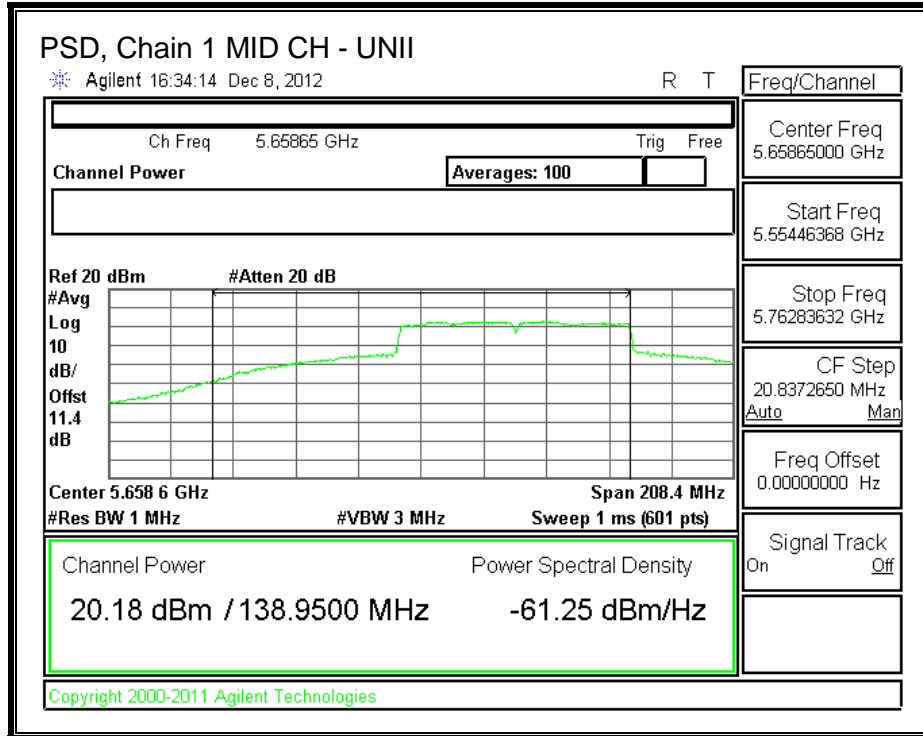 PSD, Chain 1 MID CH - UNII
Agilent 16:34:14 Dec 8, 2012 R T
Freq/Channel
Ch Freq 5.65865 GHz Trig Free
Channel Power Averages: 100
Center Freq
5.65865000 GHz
Start Freq
5.55446368 GHz
Stop Freq
5.76283632 GHz
CF Step
20.8372650 MHz
Auto Man
Freq Offset
0.00000000 Hz
Signal Track
On Off
Ref 20 dBm #Atten 20 dB
#Avg
Log
10
dB/
Offst
11.4
dB
Center 5.658 6 GHz Span 208.4 MHz
#Res BW 1 MHz #VBW 3 MHz Sweep 1 ms (601 pts)
Channel Power Power Spectral Density
20.18 dBm / 138.9500 MHz -61.25 dBm/Hz
Copyright 2000-2011 Agilent Technologies